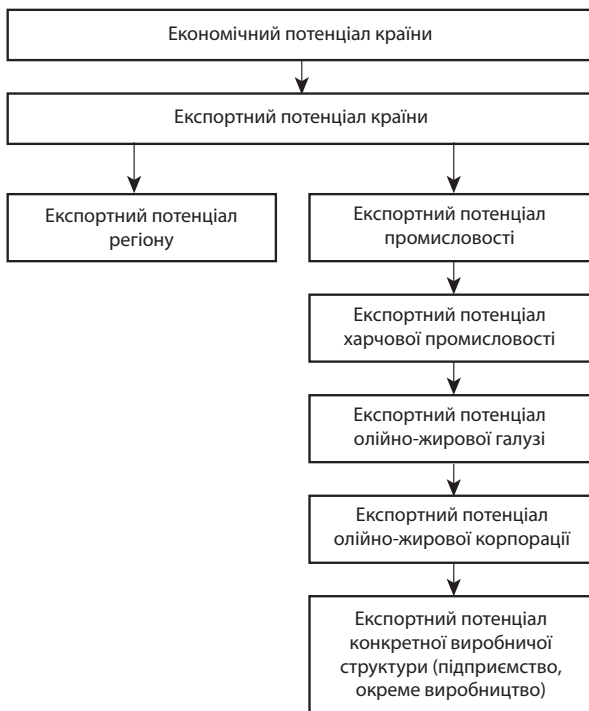 Економічний потенціал країни
Експортний потенціал країни
Експортний потенціал
регіону
Експортний потенціал
промисловості
Експортний потенціал
харчової промисловості
Експортний потенціал
олійно-жирової галузі
Експортний потенціал
олійно-жирової корпорації
Експортний потенціал
конкретної виробничої
структури (підприємство,
окреме виробництво)